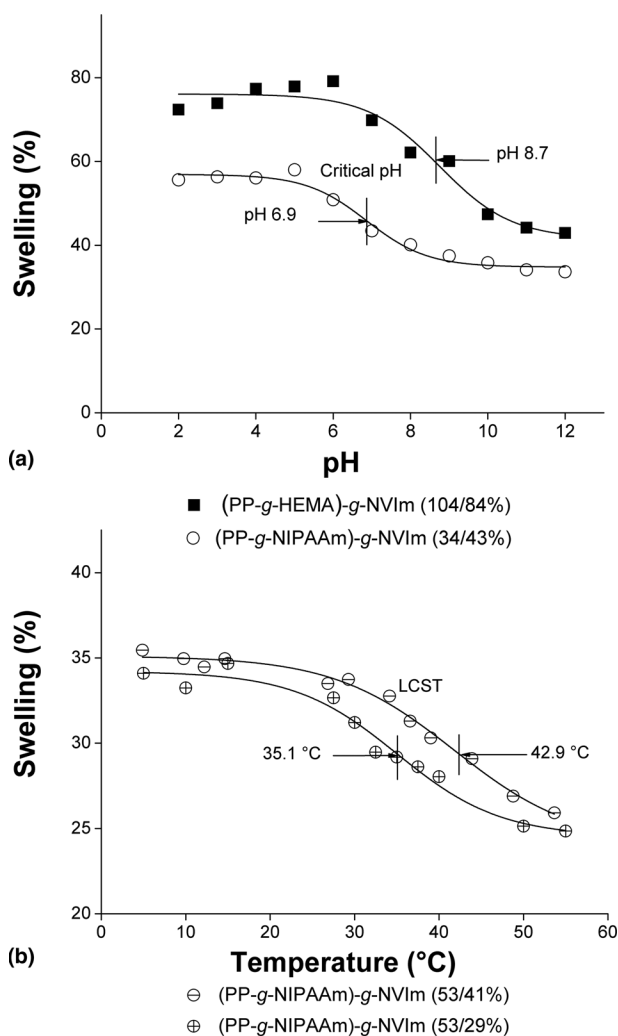 80
60
40
20
0
Swelling (%)
Critical pH
pH 8.7
pH 6.9
0 2 4 6 8 10 12
pH
(a)
■ (PP-g-HEMA)-g-NVIm (104/84%)
○ (PP-g-NIPAAm)-g-NVIm (34/43%)
40
35
30
25
20
Swelling (%)
LCST
35.1 °C
42.9 °C
0 10 20 30 40 50 60
Temperature (°C)
(b)
⊖ (PP-g-NIPAAm)-g-NVIm (53/41%)
⊕ (PP-g-NIPAAm)-g-NVIm (53/29%)